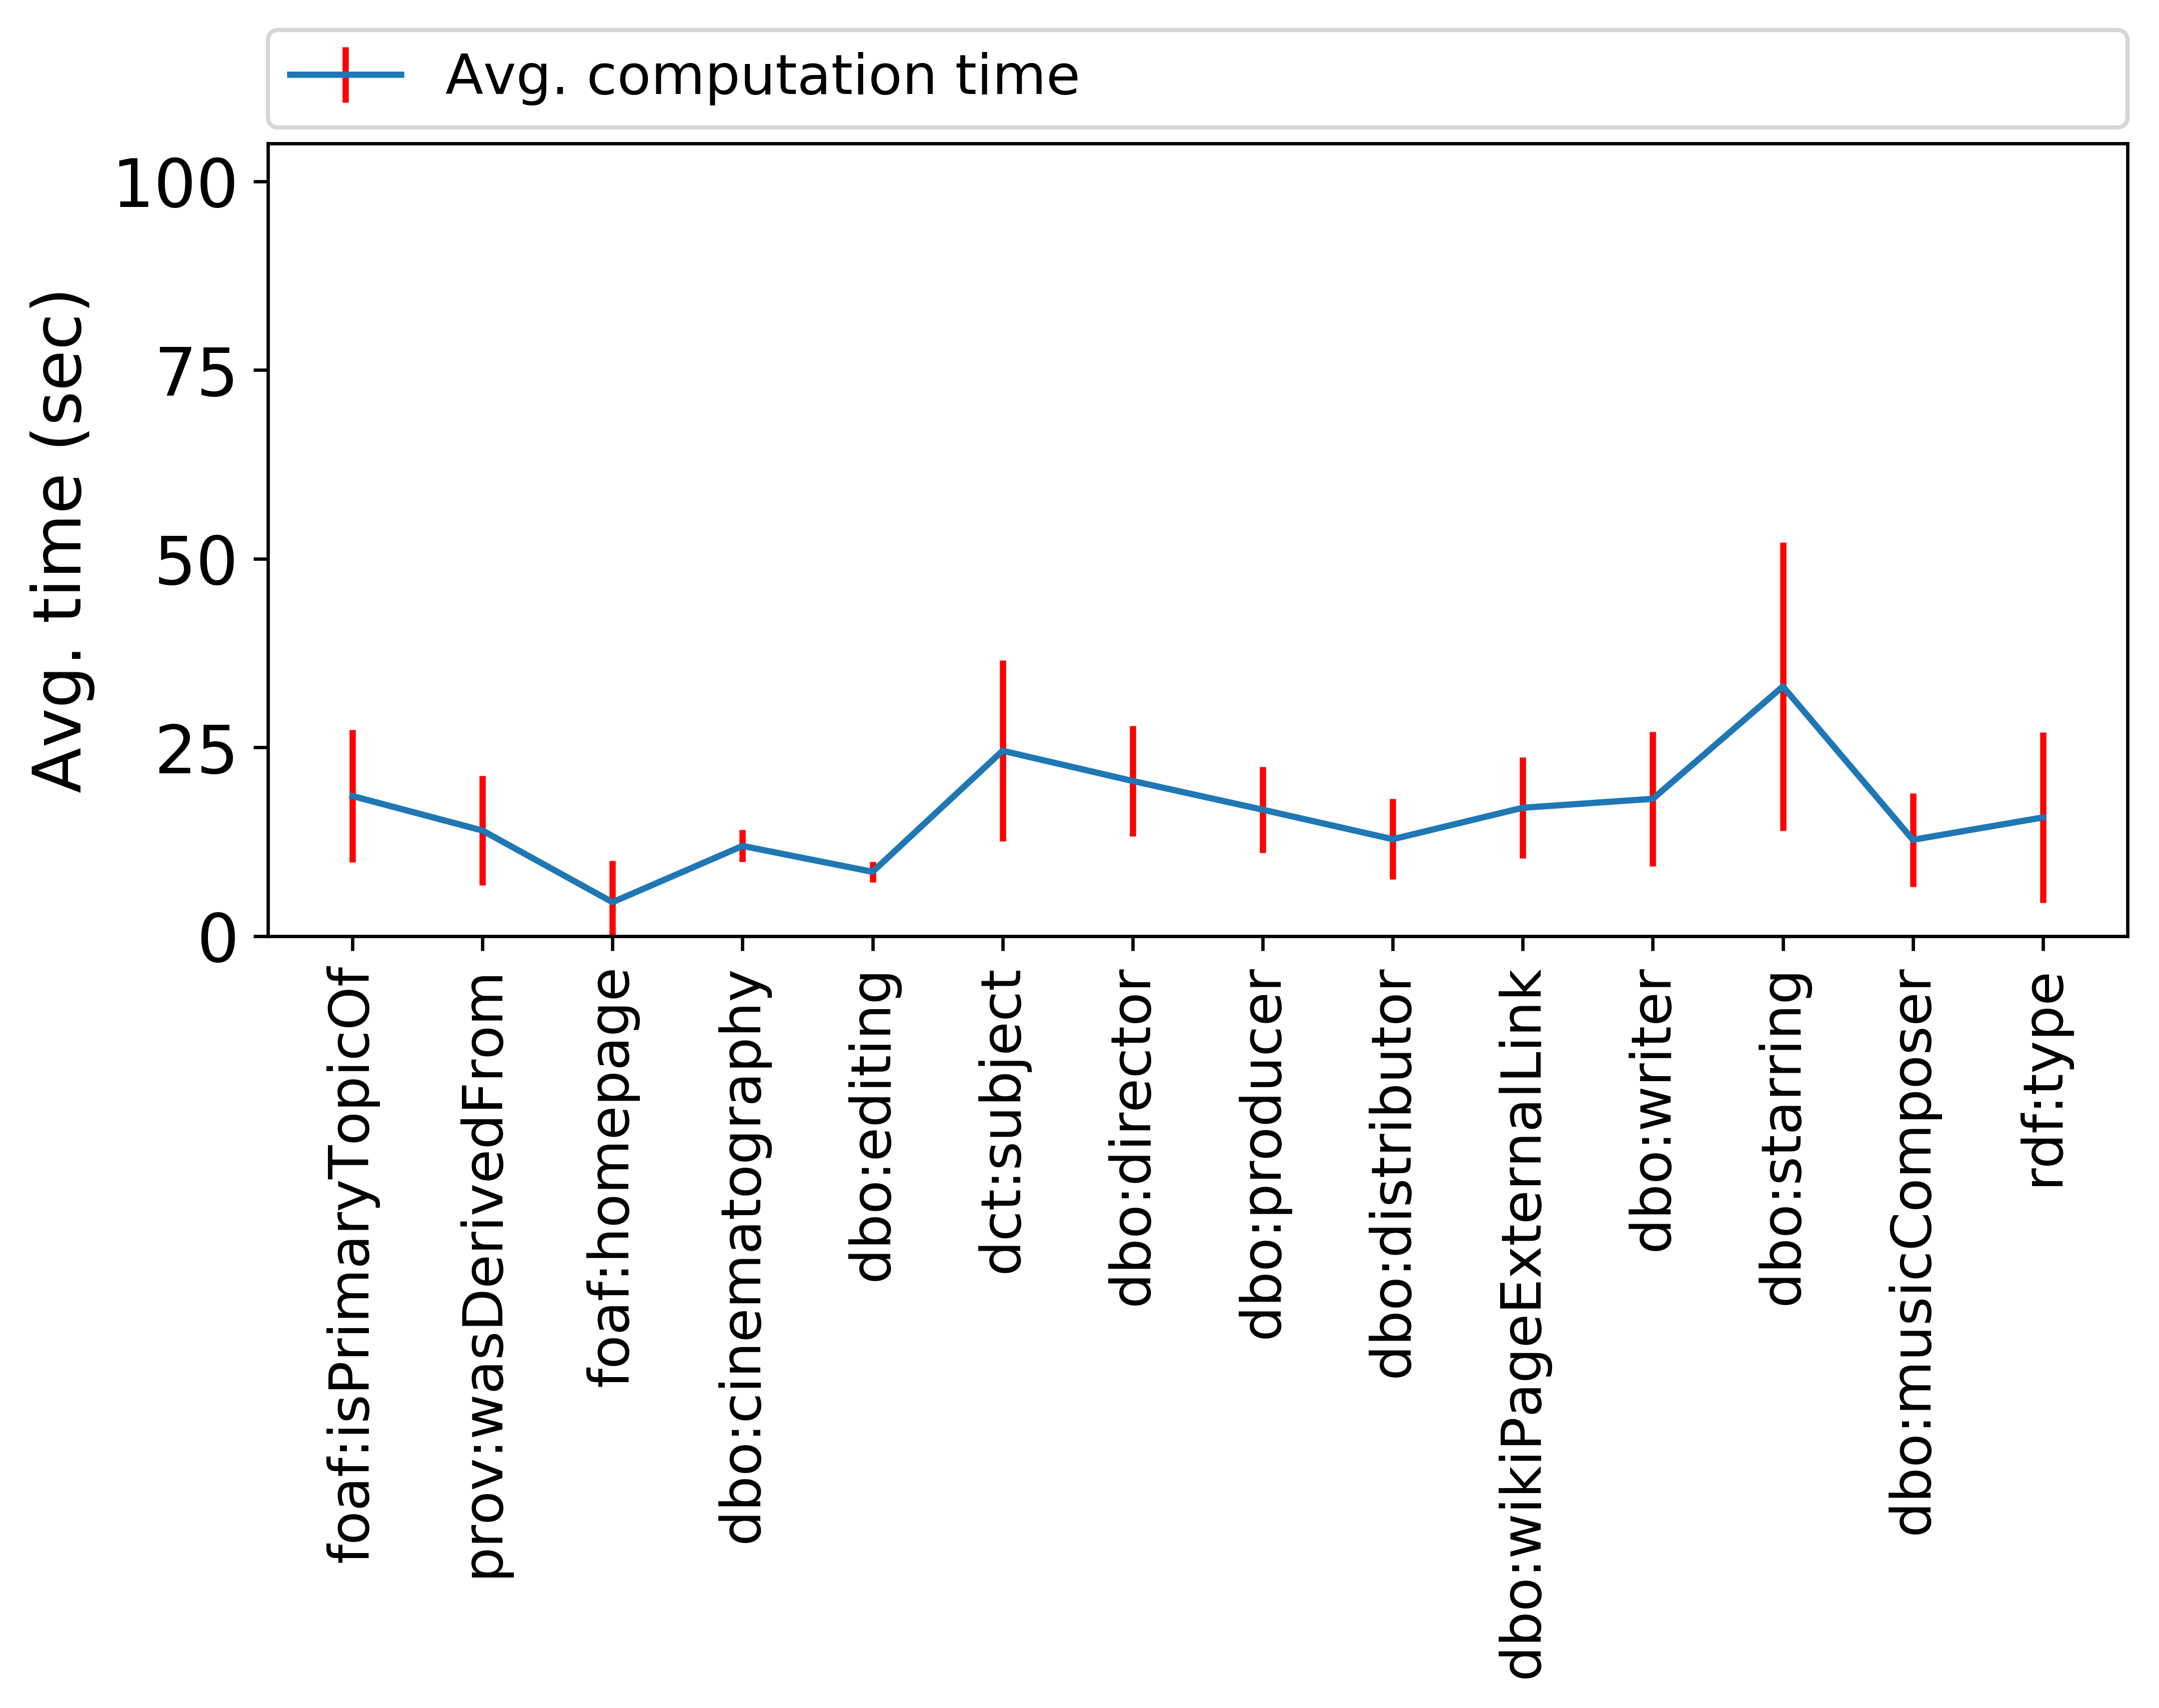 Avg. computation time
Avg. time (sec)
100
75
50
25
0
foaf:isPrimaryTopicOf
prov:wasDerivedFrom
foaf:homepage
dbo:cinematography
dbo:editing
dct:subject
dbo:director
dbo:producer
dbo:distributor
dbo:wikiPageExternalLink
dbo:writer
dbo:starring
dbo:musicComposer
rdf:type